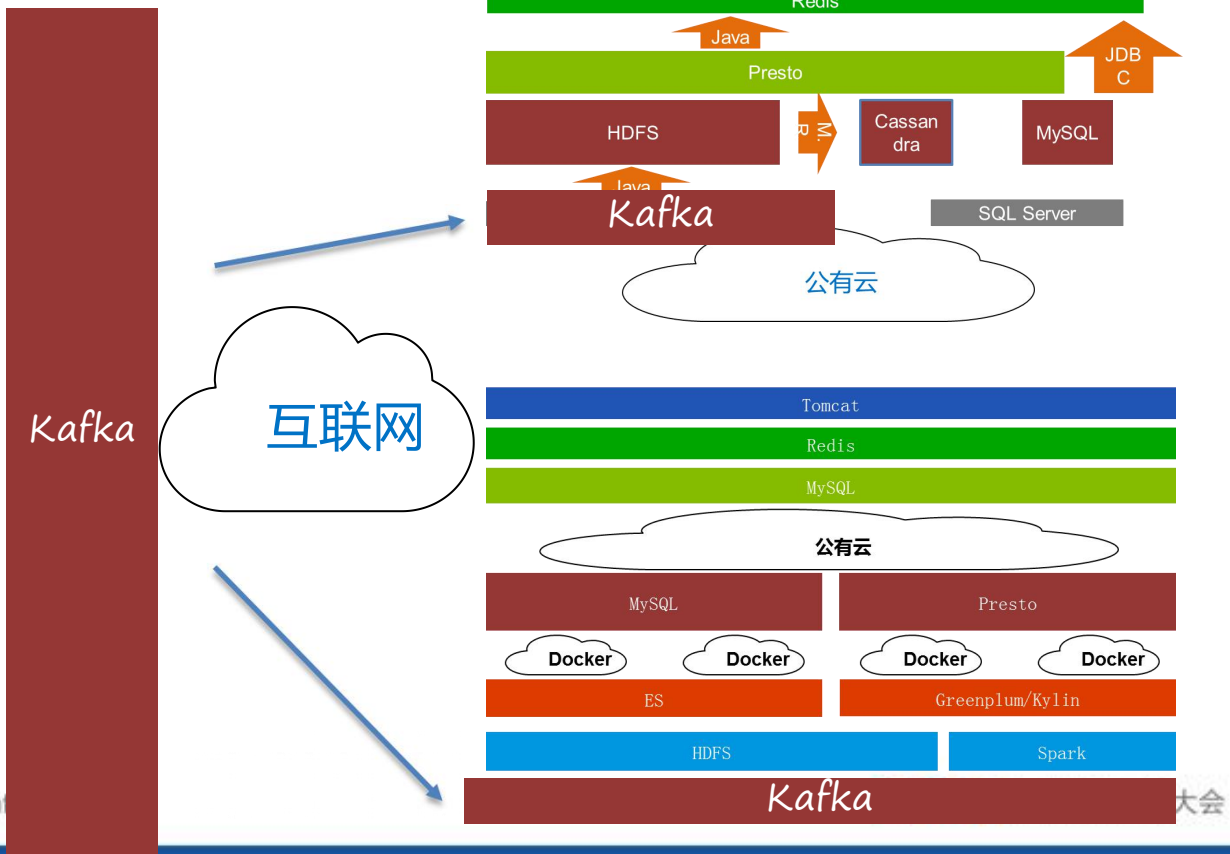 Redis
Java
JDB
C
Presto
HDFS
M.
R
Cassan
dra
MySQL
Java
Kafka
SQL Server
公有云
Kafka
互联网
Tomcat
Redis
MySQL
公有云
MySQL
Presto
Docker
Docker
Docker
Docker
ES
Greenplum/Kylin
HDFS
Spark
Kafka
大会